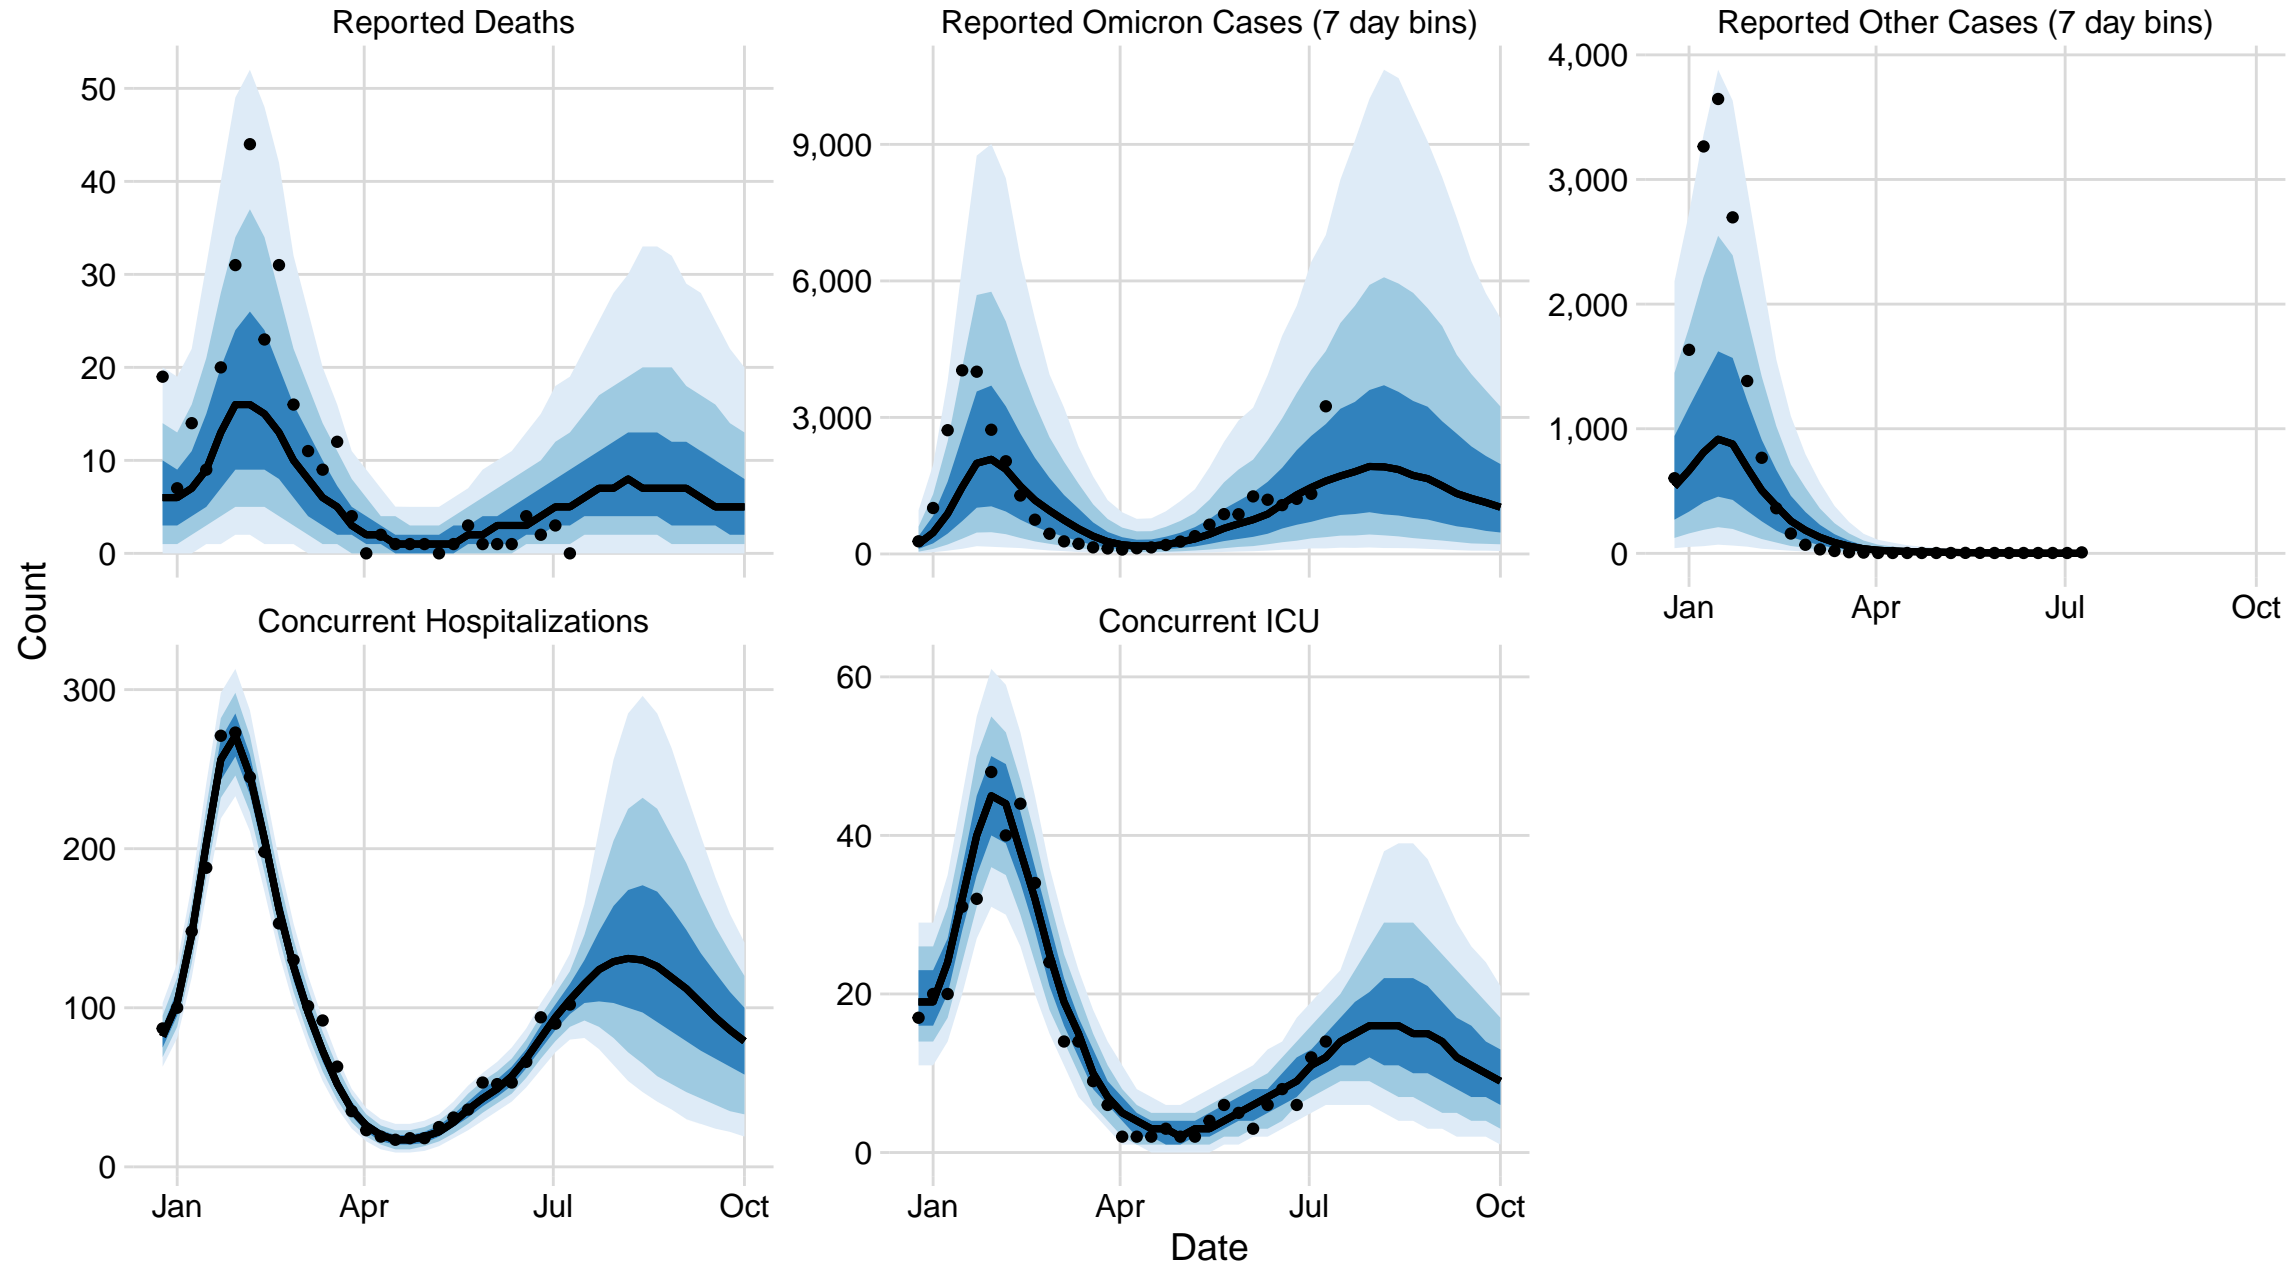 Reported Deaths
Reported Omicron Cases (7 day bins)
Reported Other Cases (7 day bins)
50
40
30
20
10
0
9,000
6,000
3,000
0
4,000
3,000
2,000
1,000
0
Jan Apr Jul Oct
Count
Concurrent Hospitalizations
Concurrent ICU
300
200
100
0
60
40
20
0
Jan Apr Jul Oct
Jan Apr Jul Oct
Date